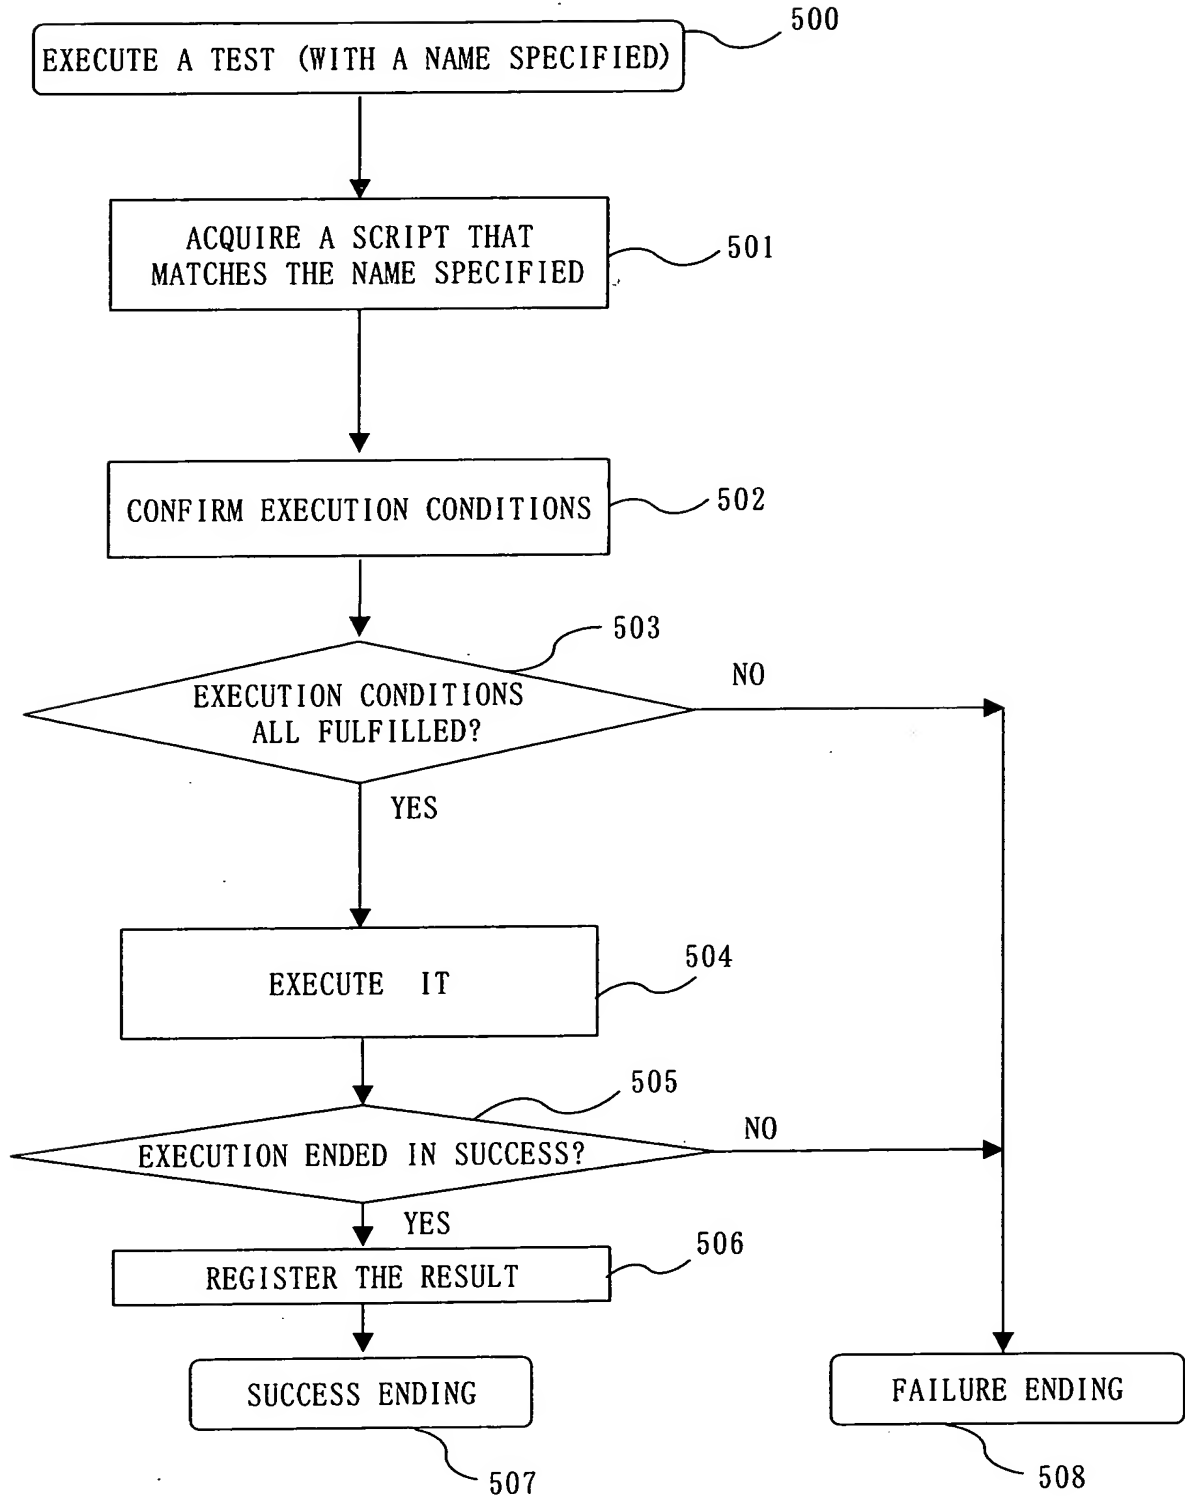 500
EXECUTE A TEST (WITH A NAME SPECIFIED)
ACQUIRE A SCRIPT THAT
MATCHES THE NAME SPECIFIED
501
CONFIRM EXECUTION CONDITIONS
502
503
EXECUTION CONDITIONS
ALL FULFILLED?
NO
YES
EXECUTE IT
504
505
EXECUTION ENDED IN SUCCESS?
NO
YES
REGISTER THE RESULT
506
SUCCESS ENDING
507
FAILURE ENDING
508